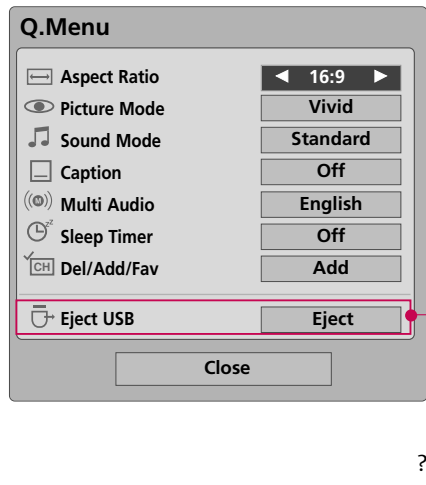 Q.Menu
Aspect Ratio ◄ 16:9 ►
Picture Mode Vivid
Sound Mode Standard
Caption Off
Multi Audio English
Sleep Timer Off
CH Del/Add/Fav Add
Eject USB Eject
Close
?